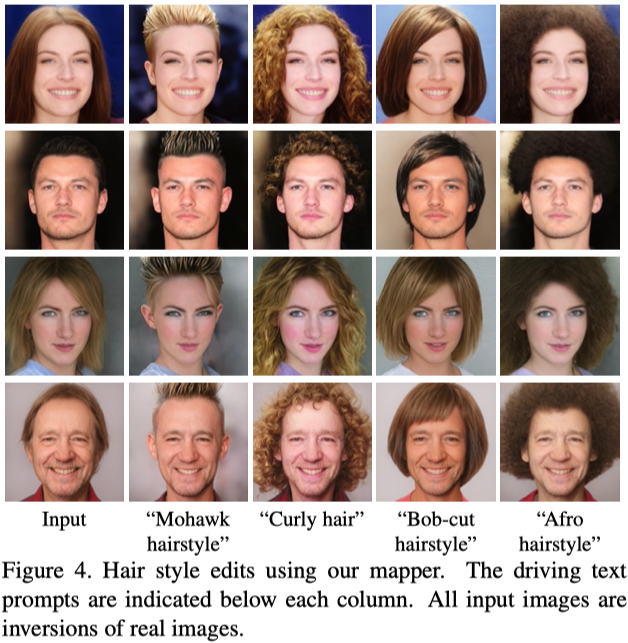 Input
“Mohawk hairstyle”
“Curly hair”
“Bob-cut hairstyle”
“Afro hairstyle”
Figure 4. Hair style edits using our mapper. The driving text
prompts are indicated below each column. All input images are
inversions of real images.